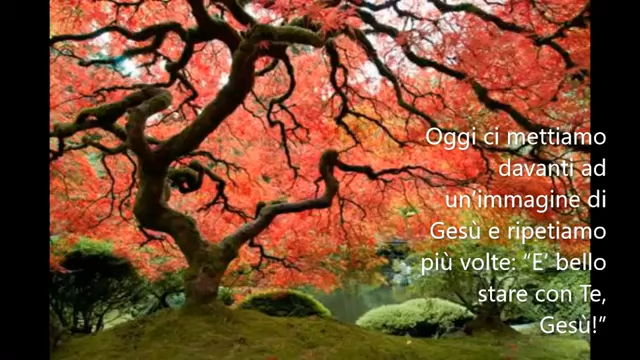 Oggi ci mettiamo
davanti ad
un’immagine di
Gesù e ripetiamo
più volte: “E’ bello
stare con Te,
Gesù!”